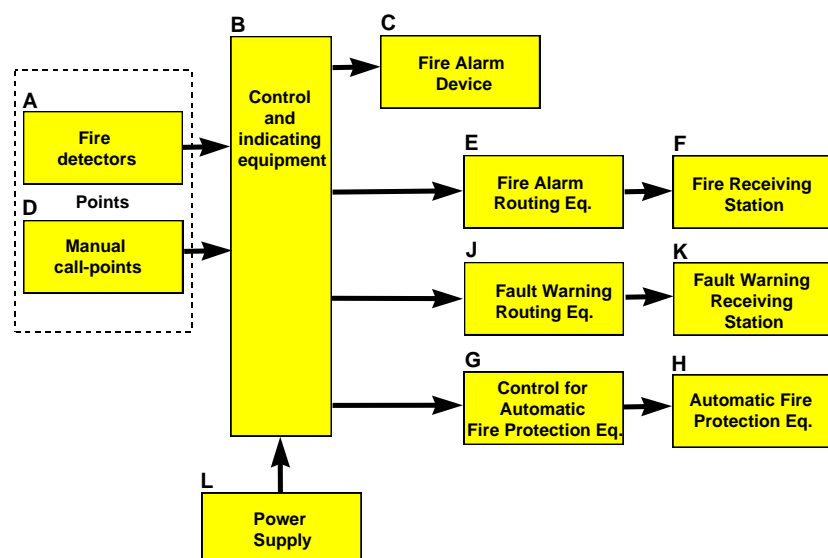 B
C
Fire Alarm
Device
A
Fire
detectors
Control
and
indicating
equipment
Points
D
Manual
call-points
E
Fire Alarm
Routing Eq.
F
Fire Receiving
Station
J
Fault Warning
Routing Eq.
K
Fault Warning
Receiving
Station
G
Control for
Automatic
Fire Protection Eq.
H
Automatic Fire
Protection Eq.
L
Power
Supply